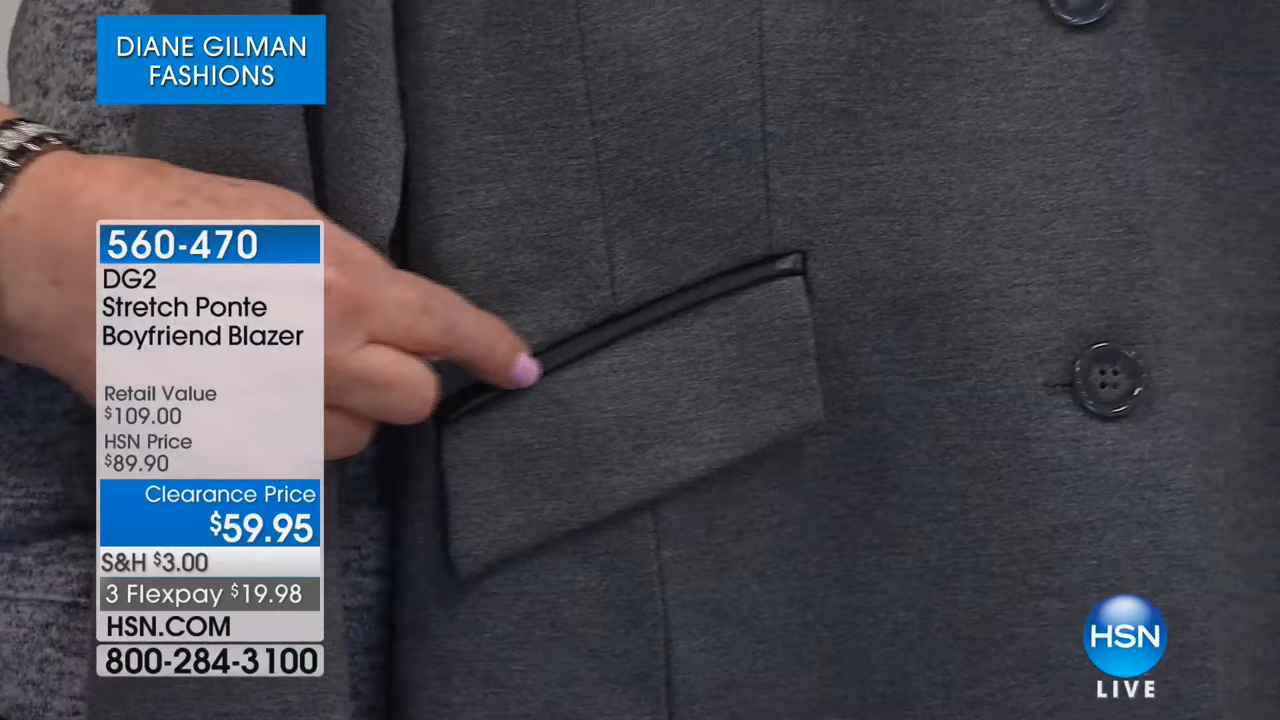 DIANE GILMAN
FASHIONS
560-470
DG2
Stretch Ponte
Boyfriend Blazer
Retail Value
$109.00
HSN Price
$89.90
Clearance Price
$59.95
S&H $3.00
3 Flexpay $19.98
HSN.COM
800-284-3100
HSN
LIVE